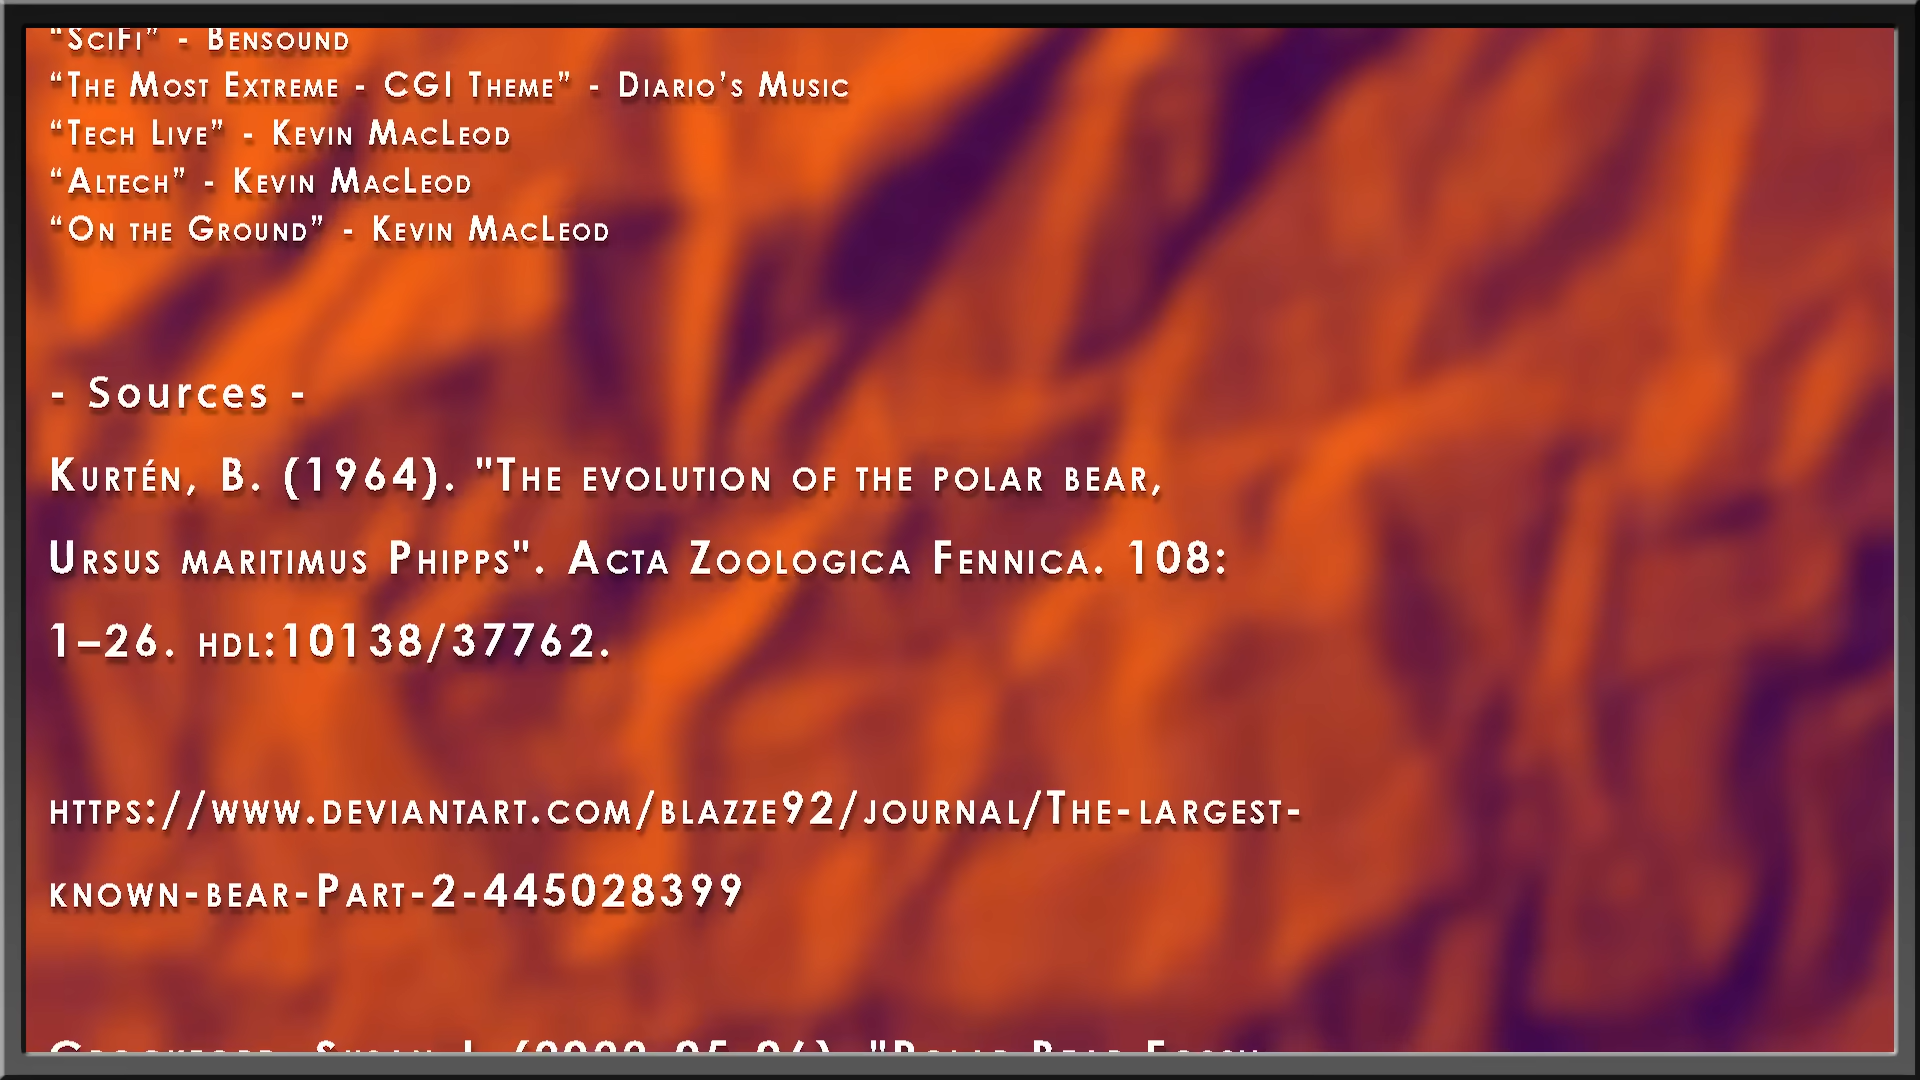 “SciFi” - Bensound
“The Most Extreme - CGI Theme” - Diario’s Music
“Tech Live” - Kevin MacLeod
“Altech” - Kevin MacLeod
“On the Ground” - Kevin MacLeod
- Sources -
Kurtén, B. (1964). "The evolution of the polar bear,
Ursus maritimus Phipps". Acta Zoologica Fennica. 108:
1–26. hdl:10138/37762.
https://www.deviantart.com/blazze92/journal/The-largest-
known-bear-Part-2-445028399